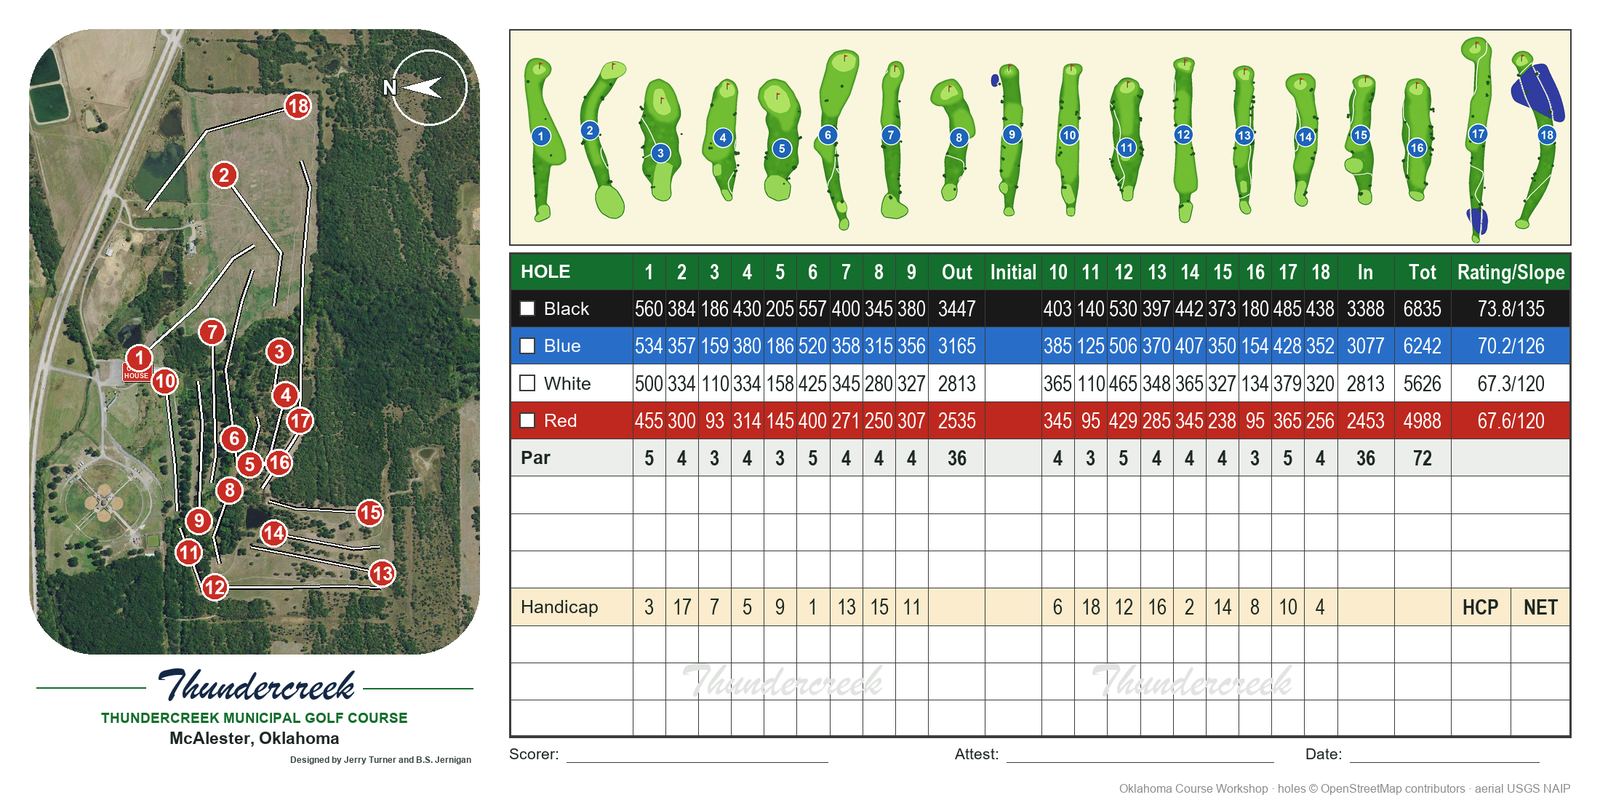 N
18
2
7
1
HOUSE
10
3
4
17
6
5
16
8
15
9
14
11
13
12
Thundercreek
THUNDERCREEK MUNICIPAL GOLF COURSE
McAlester, Oklahoma
Designed by Jerry Turner and B.S. Jernigan
1 2 3 4 5 6 7 8 9 10 11 12 13 14 15 16 17 18
HOLE 1 2 3 4 5 6 7 8 9 Out Initial 10 11 12 13 14 15 16 17 18 In Tot Rating/Slope
Black 560 384 186 430 205 557 400 345 380 3447 403 140 530 397 442 373 180 485 438 3388 6835 73.8/135
Blue 534 357 159 380 186 520 358 315 356 3165 385 125 506 370 407 350 154 428 352 3077 6242 70.2/126
White 500 334 110 334 158 425 345 280 327 2813 365 110 465 348 365 327 134 379 320 2813 5626 67.3/120
Red 455 300 93 314 145 400 271 250 307 2535 345 95 429 285 345 238 95 365 256 2453 4988 67.6/120
Par 5 4 3 4 3 5 4 4 4 36 4 3 5 4 4 4 3 5 4 36 72
Handicap 3 17 7 5 9 1 13 15 11 6 18 12 16 2 14 8 10 4 HCP NET
Thundercreek Thundercreek
Scorer: Attest: Date:
Oklahoma Course Workshop · holes © OpenStreetMap contributors · aerial USGS NAIP